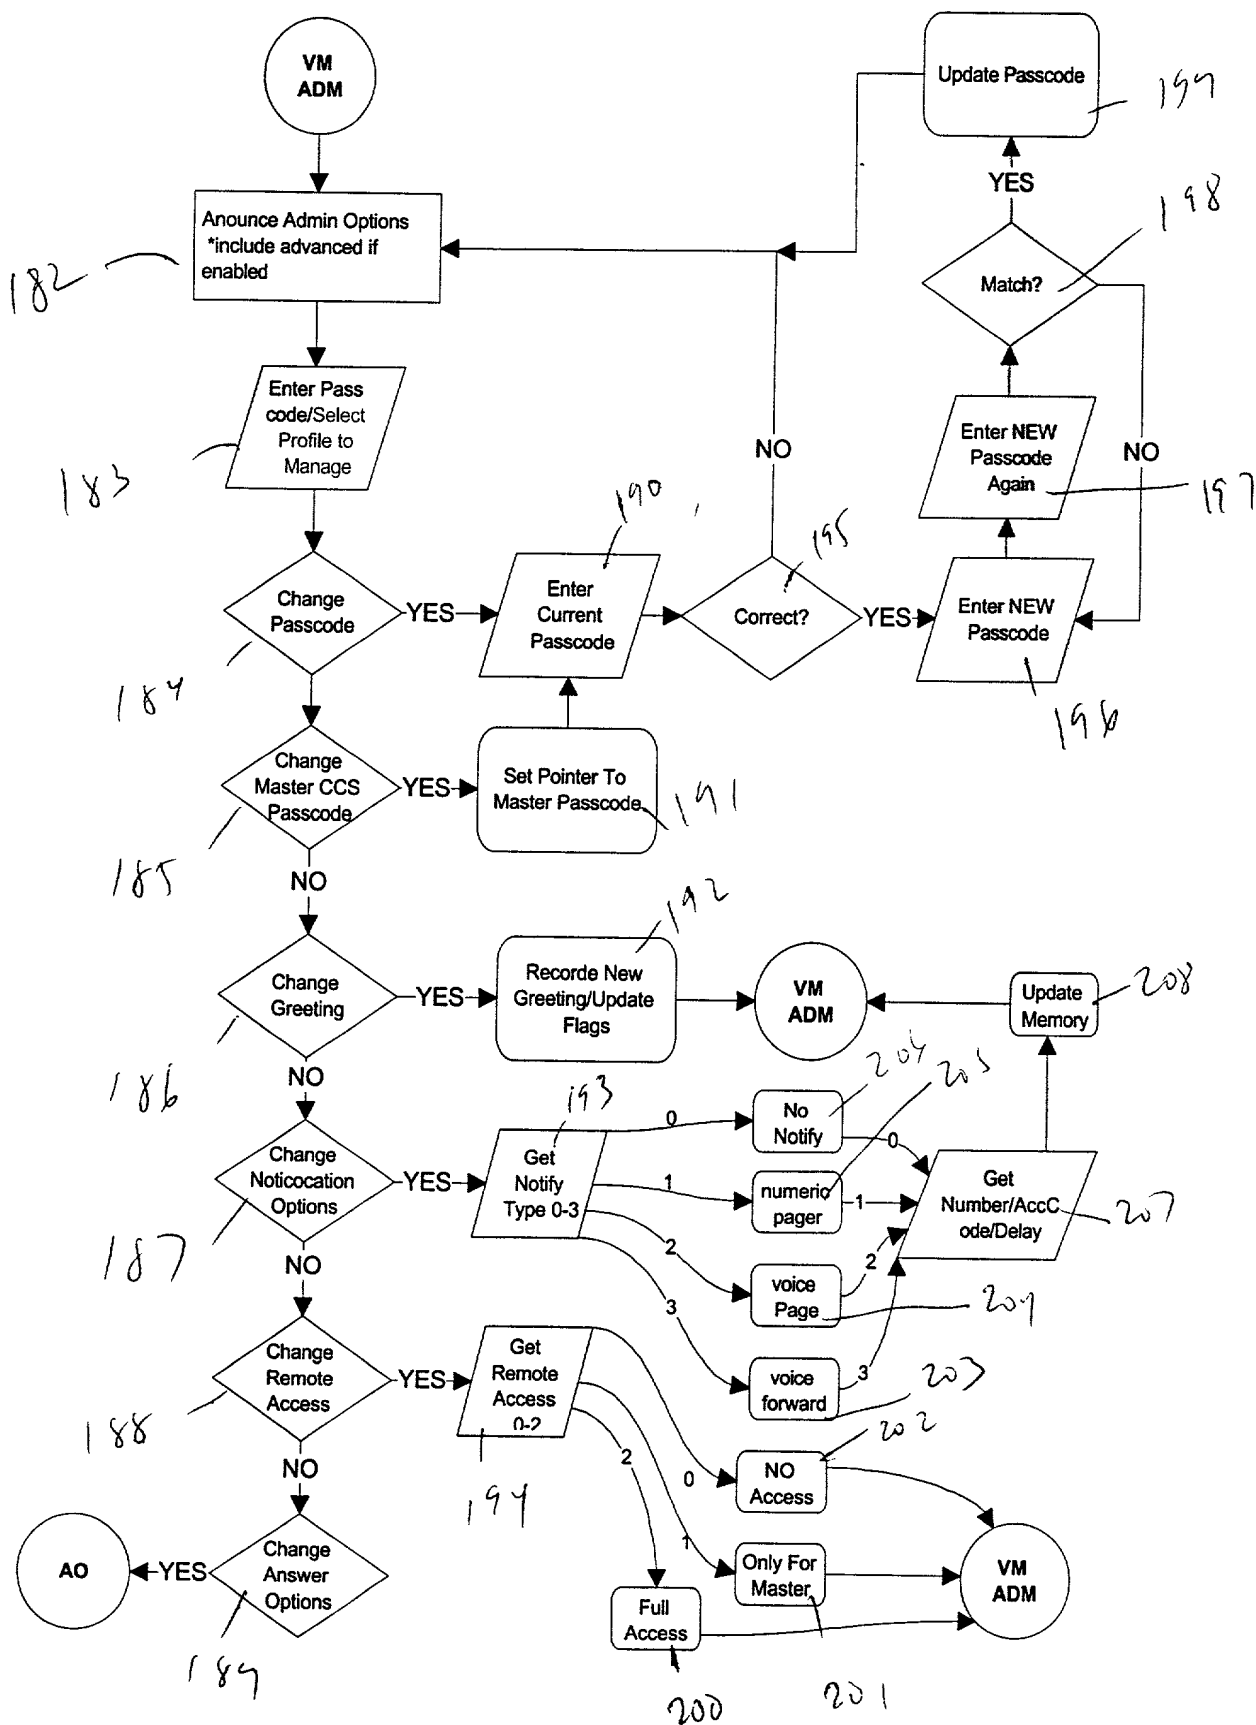 VM
ADM
Update Passcode
199
YES
198
Anounce Admin Options
*include advanced if
enabled
182
Match?
Enter Pass
code/Select
Profile to
Manage
183
NO
Enter NEW
Passcode
Again
NO
197
190
195
Change
Passcode
YES
Enter
Current
Passcode
Correct?
YES
Enter NEW
Passcode
184
196
Change
Master CCS
Passcode
YES
Set Pointer To
Master Passcode
191
185
NO
192
Change
Greeting
YES
Recorde New
Greeting/Update
Flags
VM
ADM
Update
Memory
208
186
NO
193
206
205
0
No
Notify
0
Change
Noticocation
Options
YES
Get
Notify
Type 0-3
1
numeric
pager
1
Get
Number/AccC
ode/Delay
207
187
NO
2
voice
Page
2
204
3
Change
Remote
Access
YES
Get
Remote
Access
0-2
voice
forward
3
203
188
202
NO
2
0
NO
Access
194
AO
YES
Change
Answer
Options
1
Only For
Master
VM
ADM
Full
Access
189
200
201